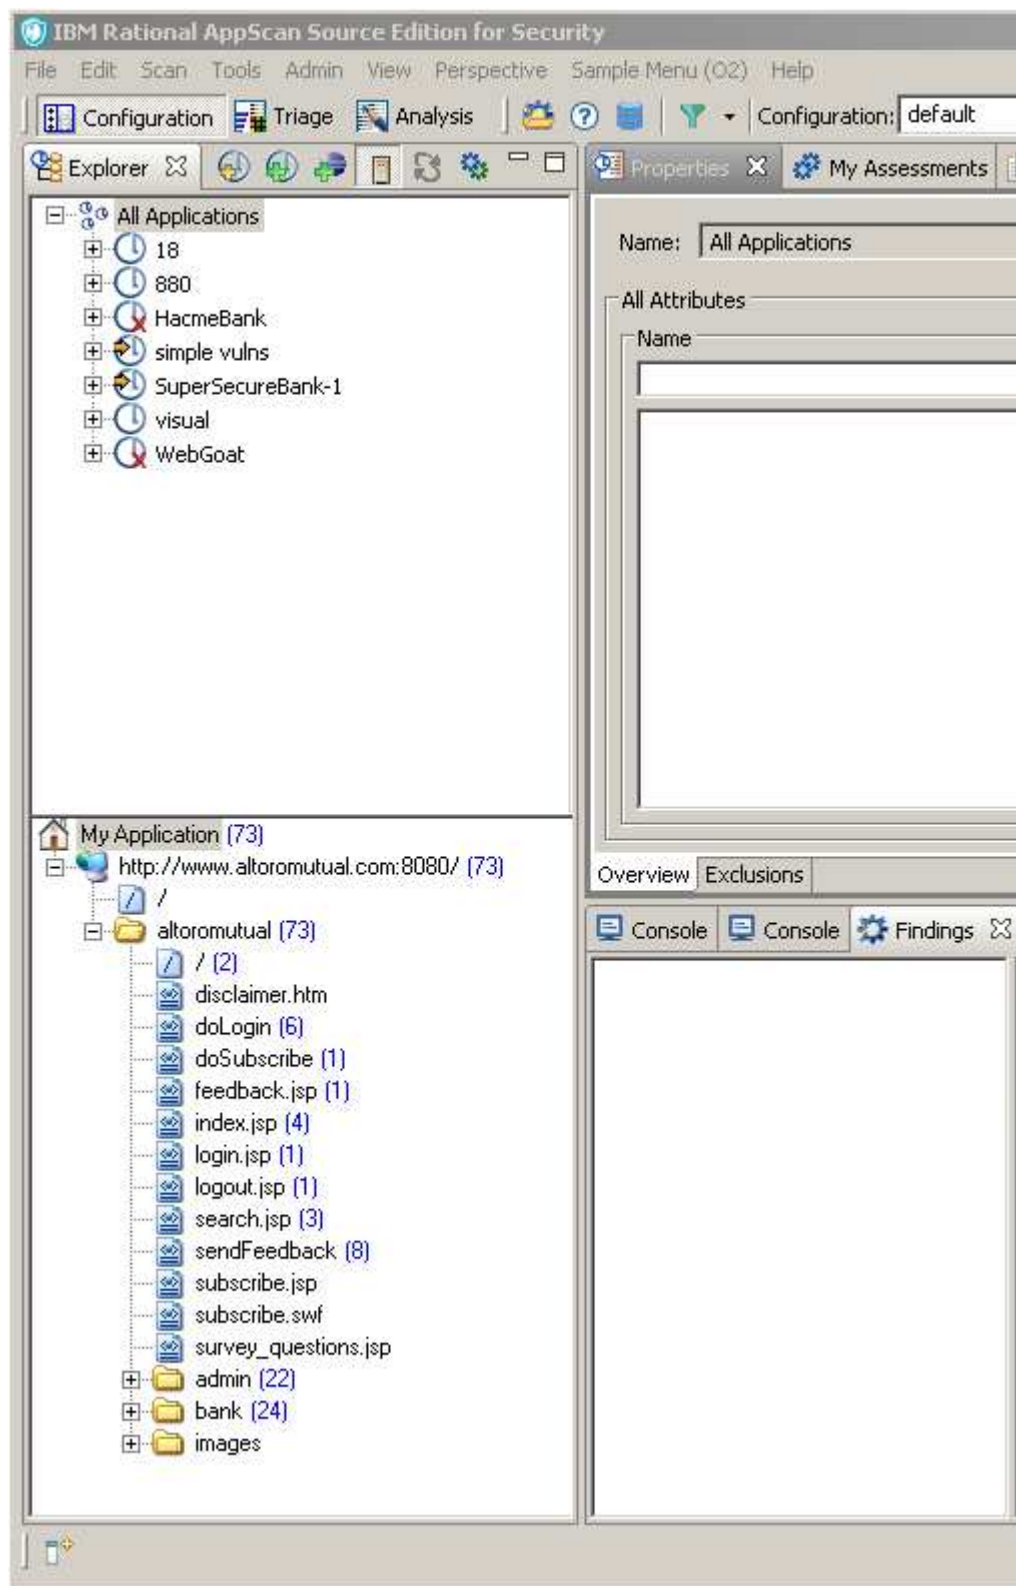 IBM Rational AppScan Source Edition for Security
File Edit Scan Tools Admin View Perspective Sample Menu (O2) Help
Configuration Triage Analysis Configuration: default
Explorer
All Applications
18
880
HacmeBank
simple vulns
SuperSecureBank-1
visual
WebGoat
My Application (73)
http://www.altoromutual.com:8080/ (73)
/
altoromutual (73)
/ (2)
disclaimer.htm
doLogin (6)
doSubscribe (1)
feedback.jsp (1)
index.jsp (4)
login.jsp (1)
logout.jsp (1)
search.jsp (3)
sendFeedback (8)
subscribe.jsp
subscribe.swf
survey_questions.jsp
admin (22)
bank (24)
images
Properties My Assessments
Name: All Applications
All Attributes
Name
Overview Exclusions
Console Console Findings